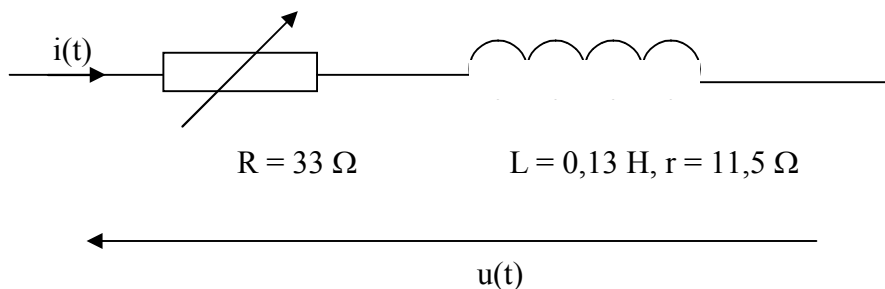 i(t)
R = 33 Ω L = 0,13 H, r = 11,5 Ω
u(t)